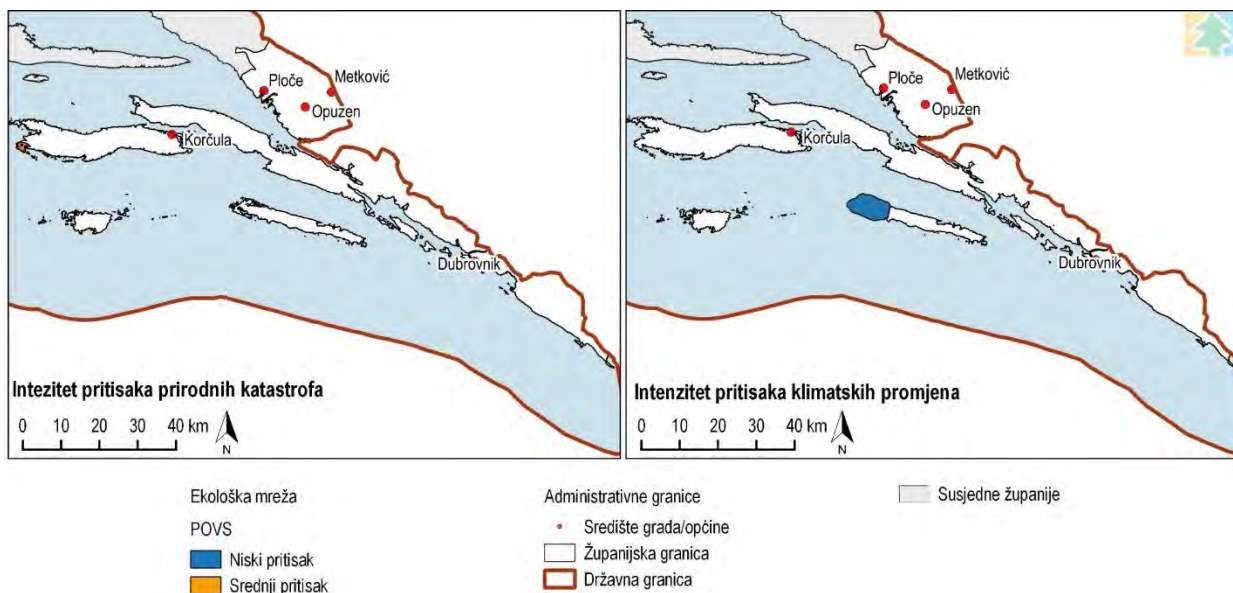 Ploče
Metković
Opuzen
Korčula
Dubrovnik
Intezitet pritisaka prirodnih katastrofa
0 10 20 40 km
N
Ploče
Metković
Opuzen
Korčula
Dubrovnik
Intenzitet pritisaka klimatskih promjena
0 10 20 40 km
N
Ekološka mreža
POVS
Niski pritisak
Srednji pritisak
Administrativne granice
Središte grada/općine
Županijska granica
Državna granica
Susjedne županije